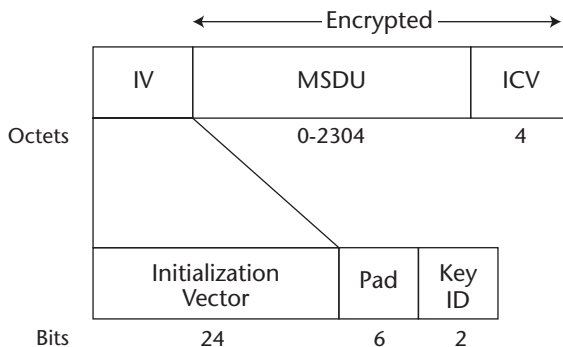 Encrypted
IV MSDU ICV
Octets 0-2304 4
Initialization Vector Pad Key ID
Bits 24 6 2